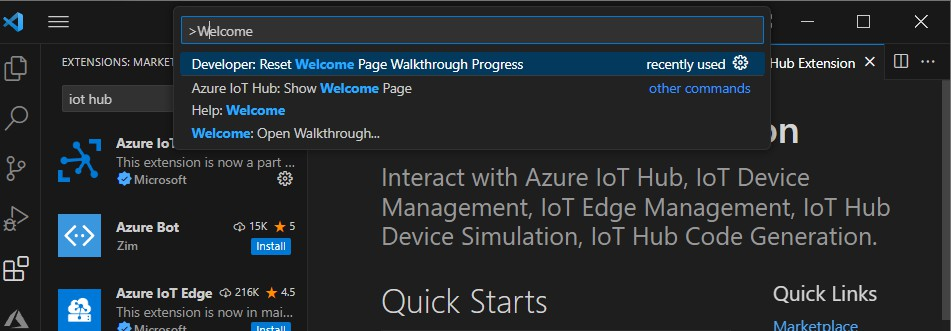 >Welcome
Developer: Reset Welcome Page Walkthrough Progress recently used
Azure IoT Hub: Show Welcome Page other commands
Help: Welcome
Welcome: Open Walkthrough...
Hub Extension
EXTENSIONS: MARKET
iot hub
Azure IoT
This extension is now a part ...
Microsoft
Azure Bot 15K 5
Zim Install
Azure IoT Edge 216K 4.5
This extension is now in mai...
Microsoft Install
Interact with Azure IoT Hub, IoT Device
Management, IoT Edge Management, IoT Hub
Device Simulation, IoT Hub Code Generation.
Quick Starts
Quick Links
Marketplace